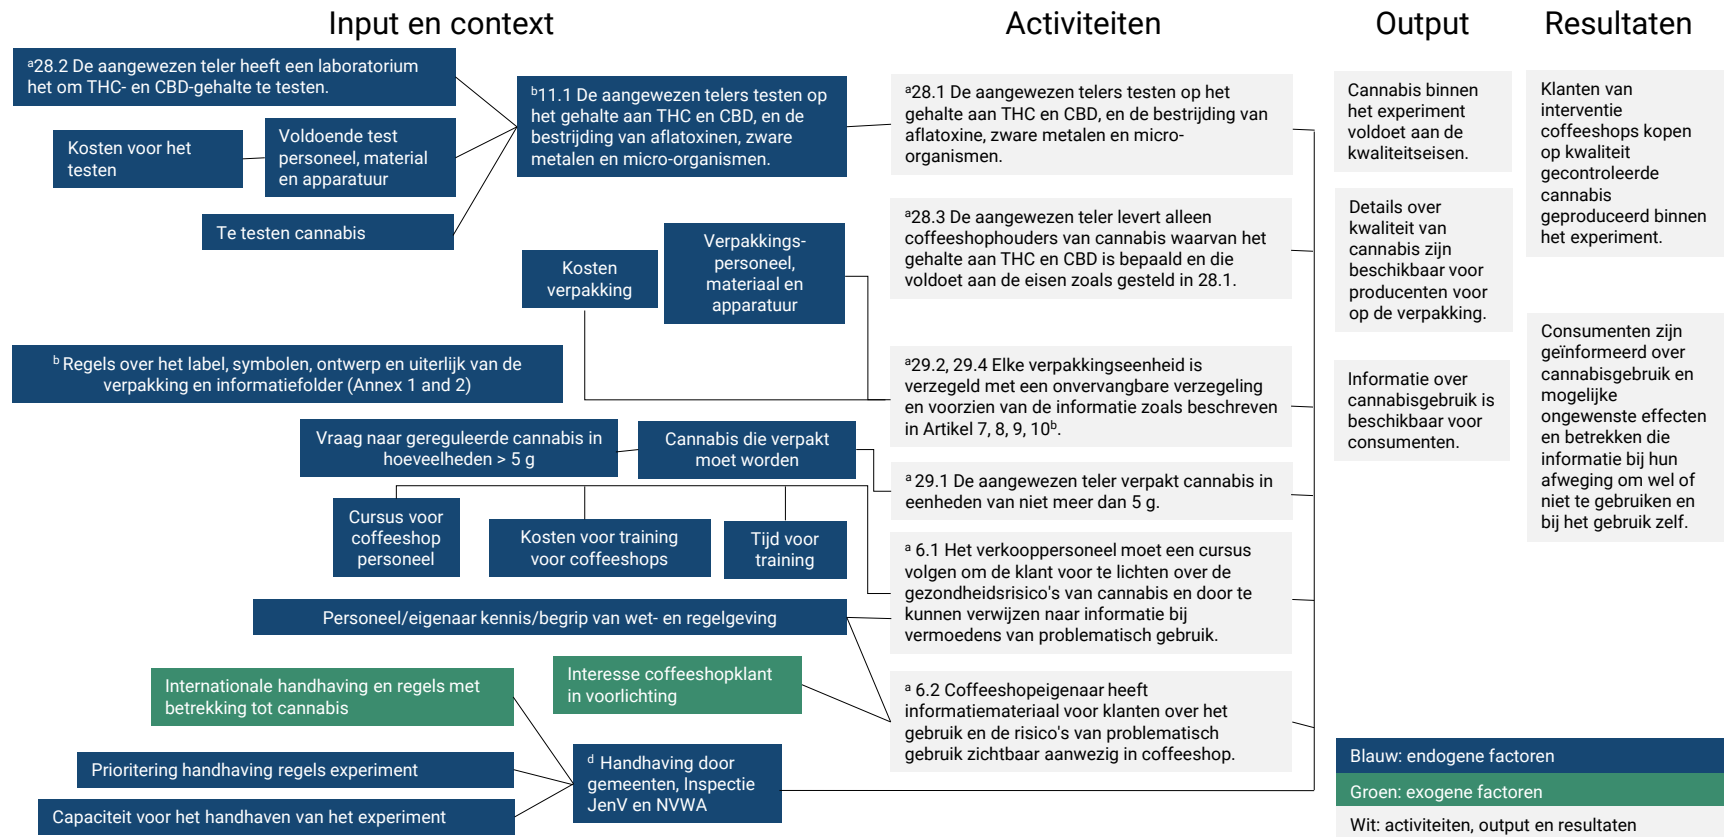 Input en context
Activiteiten
Output
Resultaten
ᵃ28.2 De aangewezen teler heeft een laboratorium
het om THC- en CBD-gehalte te testen.
Kosten voor het
testen
Voldoende test
personeel, material
en apparatuur
Te testen cannabis
ᵇ11.1 De aangewezen telers testen op
het gehalte aan THC en CBD, en de
bestrijding van aflatoxinen, zware
metalen en micro-organismen.
Kosten
verpakking
Verpakkings-
personeel,
materiaal en
apparatuur
ᵇ Regels over het label, symbolen, ontwerp en uiterlijk van de
verpakking en informatiefolder (Annex 1 and 2)
Vraag naar gereguleerde cannabis in
hoeveelheden > 5 g
Cannabis die verpakt
moet worden
Cursus voor
coffeeshop
personeel
Kosten voor training
voor coffeeshops
Tijd voor
training
Personeel/eigenaar kennis/begrip van wet- en regelgeving
Internationale handhaving en regels met
betrekking tot cannabis
Interesse coffeeshopklant
in voorlichting
Prioritering handhaving regels experiment
Capaciteit voor het handhaven van het experiment
ᵈ Handhaving door
gemeenten, Inspectie
JenV en NVWA
ᵃ28.1 De aangewezen telers testen op het
gehalte aan THC en CBD, en de bestrijding van
aflatoxine, zware metalen en micro-
organismen.
ᵃ28.3 De aangewezen teler levert alleen
coffeeshophouders van cannabis waarvan het
gehalte aan THC en CBD is bepaald en die
voldoet aan de eisen zoals gesteld in 28.1.
ᵃ29.2, 29.4 Elke verpakkingseenheid is
verzegeld met een onvervangbare verzegeling
en voorzien van de informatie zoals beschreven
in Artikel 7, 8, 9, 10ᵇ.
ᵃ 29.1 De aangewezen teler verpakt cannabis in
eenheden van niet meer dan 5 g.
ᵃ 6.1 Het verkooppersoneel moet een cursus
volgen om de klant voor te lichten over de
gezondheidsrisico's van cannabis en door te
kunnen verwijzen naar informatie bij
vermoedens van problematisch gebruik.
ᵃ 6.2 Coffeeshopeigenaar heeft
informatiemateriaal voor klanten over het
gebruik en de risico's van problematisch
gebruik zichtbaar aanwezig in coffeeshop.
Cannabis binnen
het experiment
voldoet aan de
kwaliteitseisen.
Details over
kwaliteit van
cannabis zijn
beschikbaar voor
producenten voor
op de verpakking.
Informatie over
cannabisgebruik is
beschikbaar voor
consumenten.
Klanten van
interventie
coffeeshops kopen
op kwaliteit
gecontroleerde
cannabis
geproduceerd binnen
het experiment.
Consumenten zijn
geïnformeerd over
cannabisgebruik en
mogelijke
ongewenste effecten
en betrekken die
informatie bij hun
afweging om wel of
niet te gebruiken en
bij het gebruik zelf.
Blauw: endogene factoren
Groen: exogene factoren
Wit: activiteiten, output en resultaten